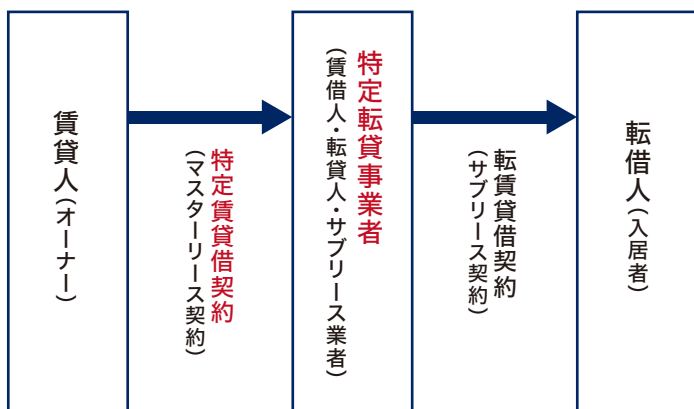 賃貸人（オーナー）
特定賃貸借契約
（マスターリース契約）
特定転貸事業者
（賃借人・転貸人・サブリース業者）
転賃貸借契約
（サブリース契約）
転借人（入居者）